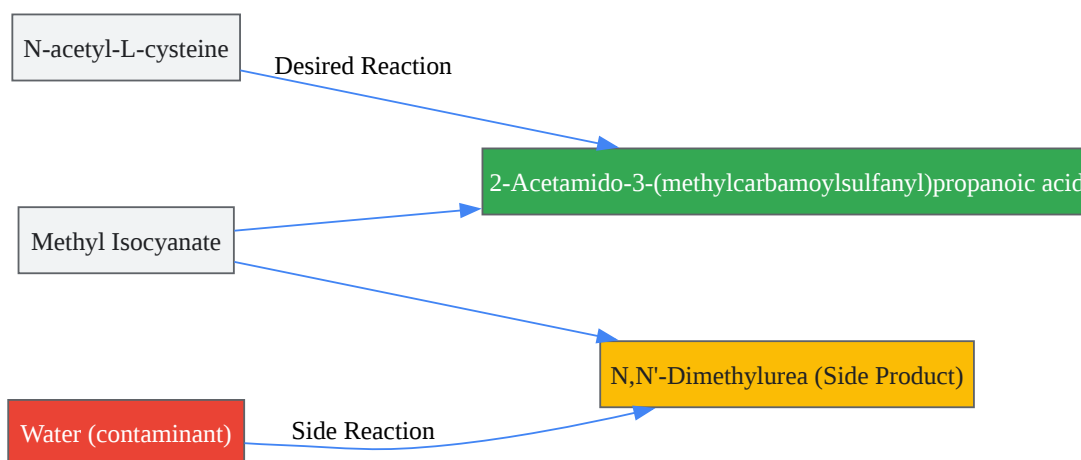 N-acetyl-L-cysteine
Desired Reaction
2-Acetamido-3-(methylcarbamoylsulfanyl)propanoic acid
Methyl Isocyanate
N,N'-Dimethylurea (Side Product)
Side Reaction
Water (contaminant)